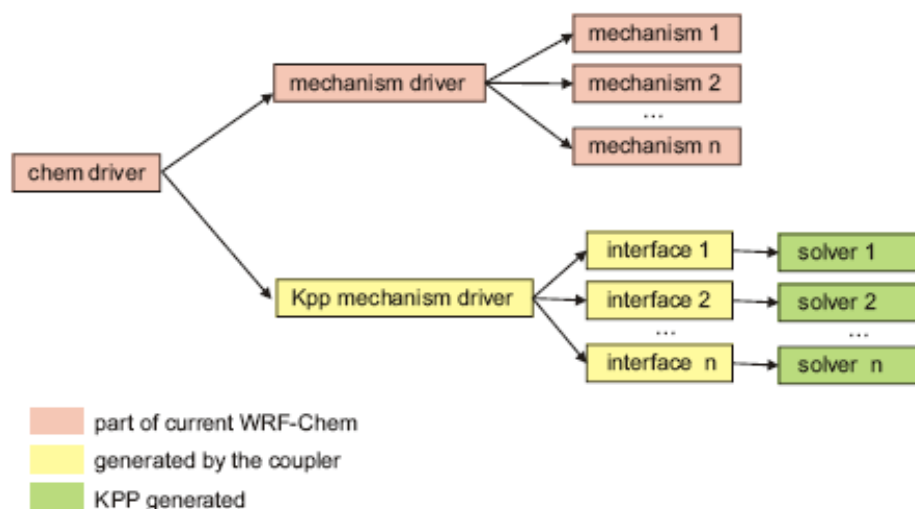 mechanism 1
mechanism driver
mechanism 2
...
mechanism n
chem driver
interface 1
solver 1
Kpp mechanism driver
interface 2
solver 2
...
...
interface n
solver n
part of current WRF-Chem
generated by the coupler
KPP generated